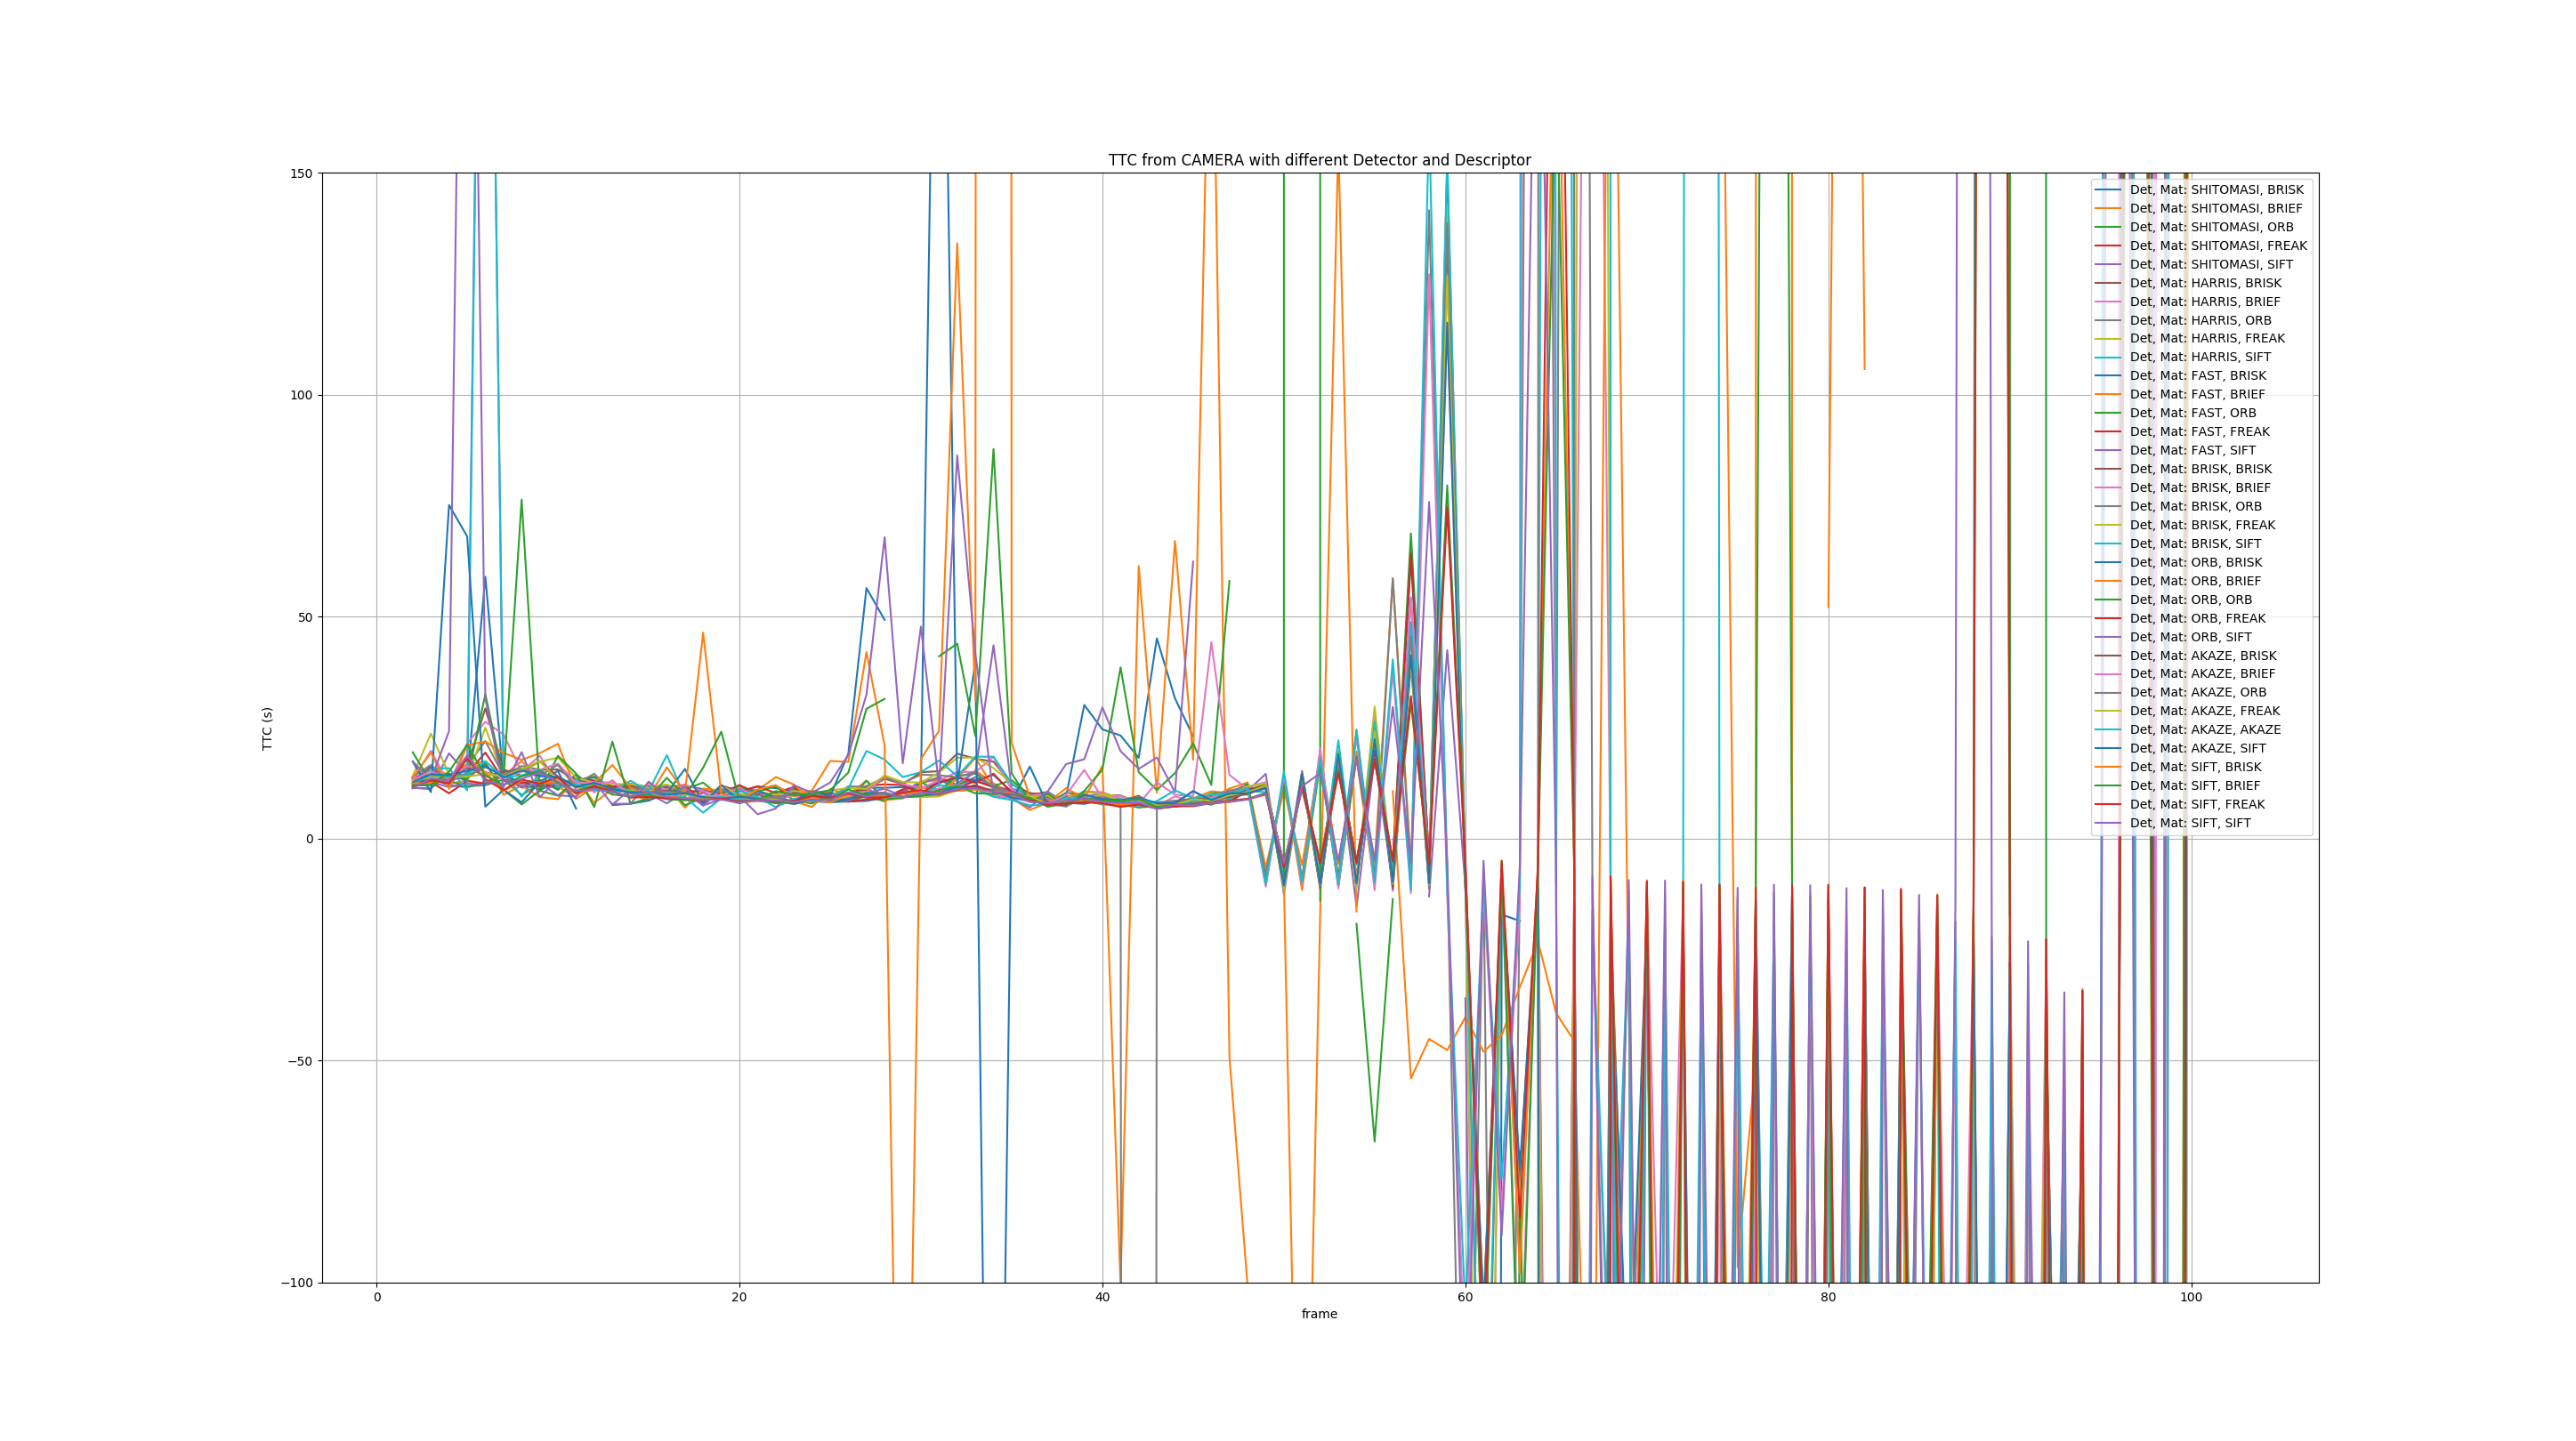 TTC from CAMERA with different Detector and Descriptor
150
100
50
0
−50
−100
TTC (s)
0
20
40
60
80
100
frame
Det, Mat: SHITOMASI, BRISK
Det, Mat: SHITOMASI, BRIEF
Det, Mat: SHITOMASI, ORB
Det, Mat: SHITOMASI, FREAK
Det, Mat: SHITOMASI, SIFT
Det, Mat: HARRIS, BRISK
Det, Mat: HARRIS, BRIEF
Det, Mat: HARRIS, ORB
Det, Mat: HARRIS, FREAK
Det, Mat: HARRIS, SIFT
Det, Mat: FAST, BRISK
Det, Mat: FAST, BRIEF
Det, Mat: FAST, ORB
Det, Mat: FAST, FREAK
Det, Mat: FAST, SIFT
Det, Mat: BRISK, BRISK
Det, Mat: BRISK, BRIEF
Det, Mat: BRISK, ORB
Det, Mat: BRISK, FREAK
Det, Mat: BRISK, SIFT
Det, Mat: ORB, BRISK
Det, Mat: ORB, BRIEF
Det, Mat: ORB, ORB
Det, Mat: ORB, FREAK
Det, Mat: ORB, SIFT
Det, Mat: AKAZE, BRISK
Det, Mat: AKAZE, BRIEF
Det, Mat: AKAZE, ORB
Det, Mat: AKAZE, FREAK
Det, Mat: AKAZE, AKAZE
Det, Mat: AKAZE, SIFT
Det, Mat: SIFT, BRISK
Det, Mat: SIFT, BRIEF
Det, Mat: SIFT, FREAK
Det, Mat: SIFT, SIFT